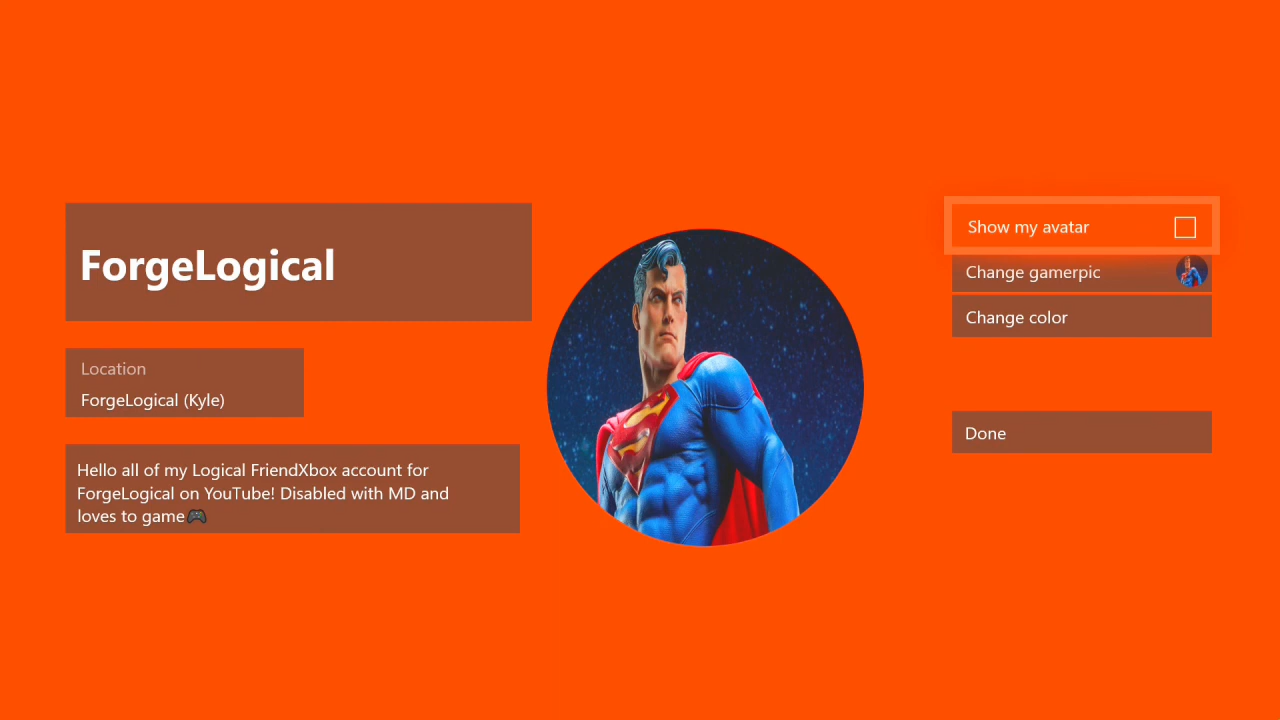 ForgeLogical
Location
ForgeLogical (Kyle)
Hello all of my Logical FriendXbox account for
ForgeLogical on YouTube! Disabled with MD and
loves to game🎮
Show my avatar
Change gamerpic
Change color
Done